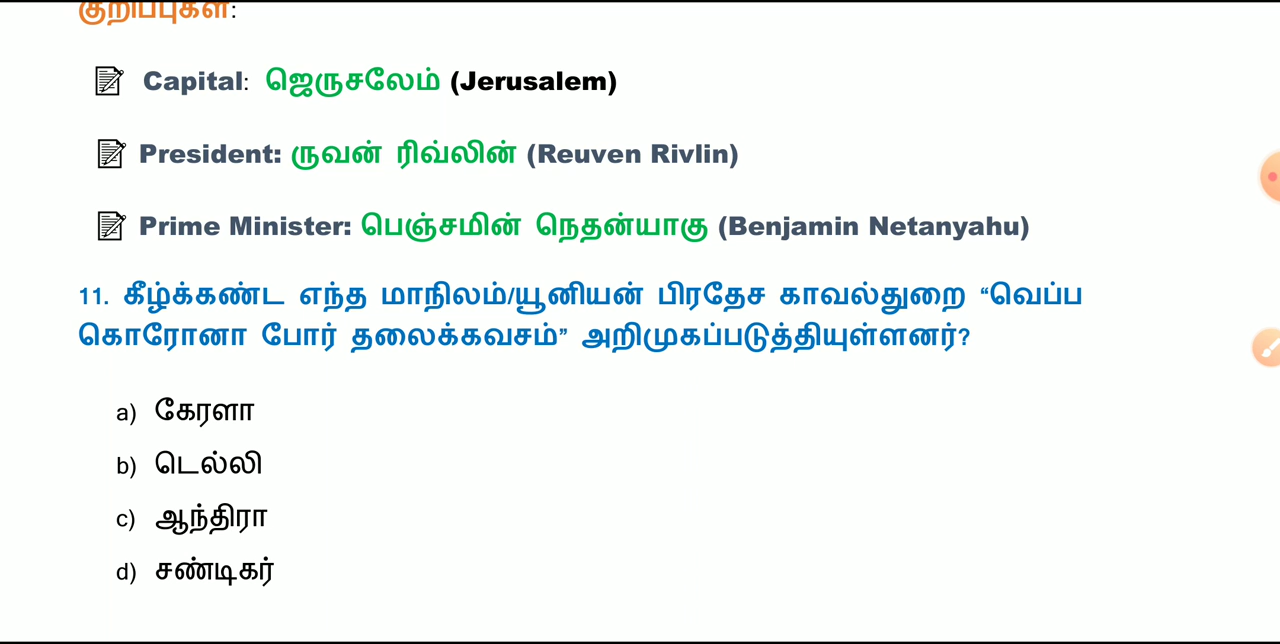 குறிப்புகள்:
Capital: ஜெருசலேம் (Jerusalem)
President: ருவன் ரிவ்லின் (Reuven Rivlin)
Prime Minister: பெஞ்சமின் நெதன்யாகு (Benjamin Netanyahu)
11. கீழ்க்கண்ட எந்த மாநிலம்/யூனியன் பிரதேச காவல்துறை “வெப்ப
கொரோனா போர் தலைக்கவசம்” அறிமுகப்படுத்தியுள்ளனர்?
a) கேரளா
b) டெல்லி
c) ஆந்திரா
d) சண்டிகர்